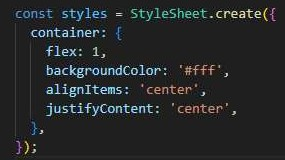 const styles = StyleSheet.create({
  container: {
    flex: 1,
    backgroundColor: '#fff',
    alignItems: 'center',
    justifyContent: 'center',
  },
});